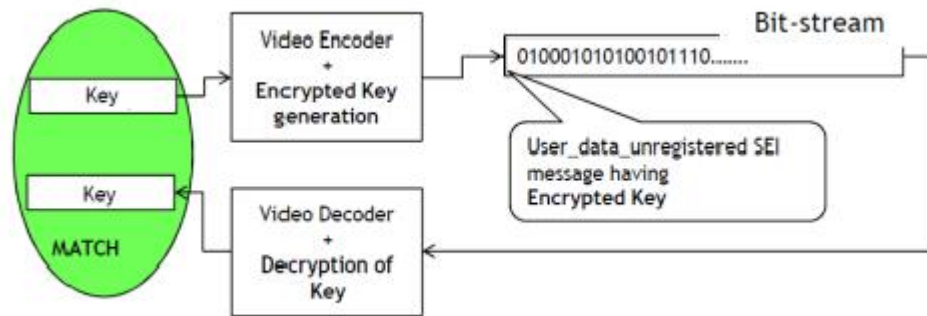 Key
Video Encoder
+
Encrypted Key
generation
Bit-stream
010001010100101110........
User_data_unregistered SEI
message having
Encrypted Key
Key
MATCH
Video Decoder
+
Decryption of
Key